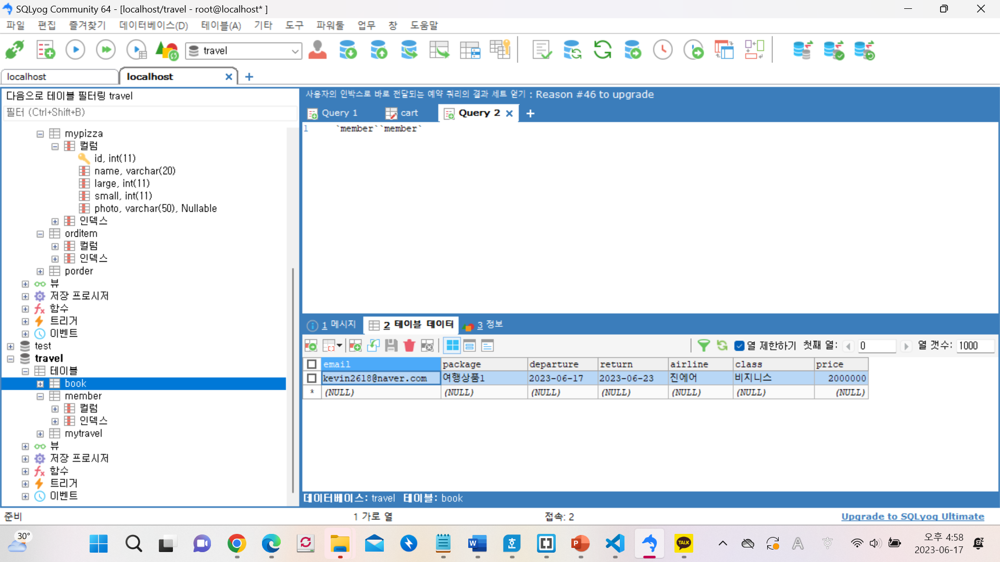 SQLyog Community 64 - [localhost/travel - root@localhost* ]
파일 편집 즐겨찾기 데이터베이스(D) 테이블(A) 기타 도구 파워툴 업무 창 도움말
travel
localhost localhost
다음으로 테이블 필터링 travel
필터 (Ctrl+Shift+B)
mypizza
컬럼
id, int(11)
name, varchar(20)
large, int(11)
small, int(11)
photo, varchar(50), Nullable
인덱스
orditem
컬럼
인덱스
porder
뷰
저장 프로시저
함수
트리거
이벤트
test
travel
테이블
book
member
컬럼
인덱스
mytravel
뷰
저장 프로시저
함수
트리거
이벤트
사용자의 인박스로 바로 전달되는 예약 쿼리의 결과 세트 얻기 : Reason #46 to upgrade
Query 1 cart Query 2
1 `member``member`
1 메시지 2 테이블 데이터 3 정보
열 제한하기 첫째 열: 0 열 갯수: 1000
email package departure return airline class price
kevin2618@naver.com 여행상품1 2023-06-17 2023-06-23 진에어 비지니스 2000000
* (NULL) (NULL) (NULL) (NULL) (NULL) (NULL) (NULL)
데이터베이스: travel 테이블: book
준비 1 가로 열 접속: 2 Upgrade to SQLyog Ultimate
30°
오후 4:58
2023-06-17